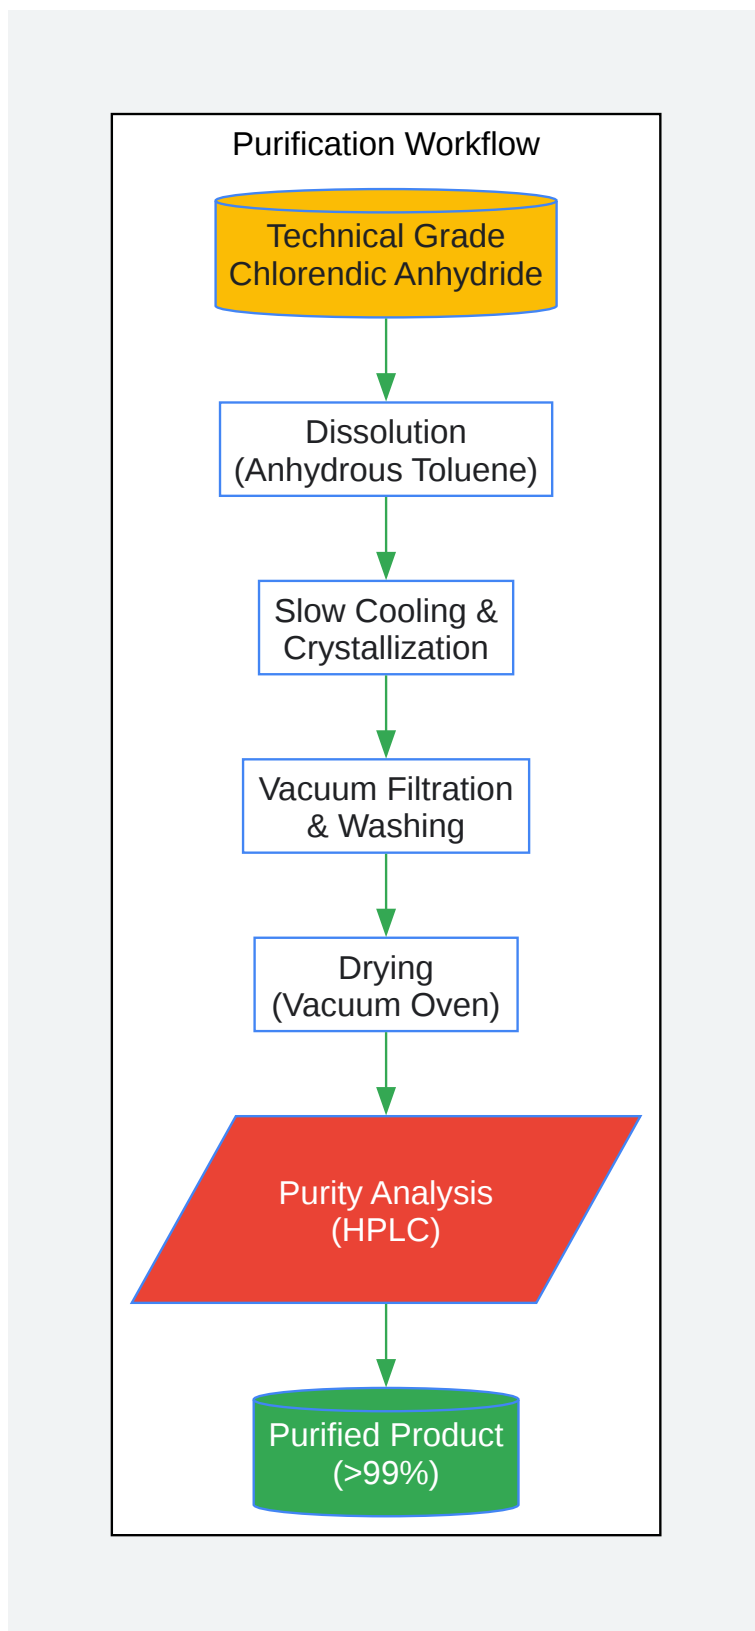 Purification Workflow
Technical Grade
Chlorendic Anhydride
Dissolution
(Anhydrous Toluene)
Slow Cooling &
Crystallization
Vacuum Filtration
& Washing
Drying
(Vacuum Oven)
Purity Analysis
(HPLC)
Purified Product
(>99%)